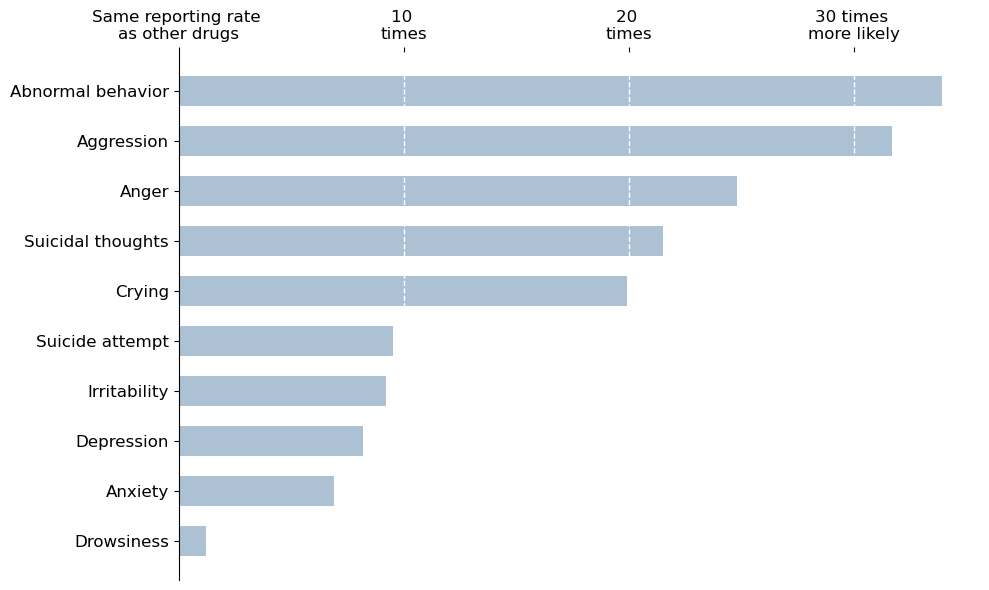 Same reporting rate
as other drugs
10
times
20
times
30 times
more likely
Abnormal behavior
Aggression
Anger
Suicidal thoughts
Crying
Suicide attempt
Irritability
Depression
Anxiety
Drowsiness